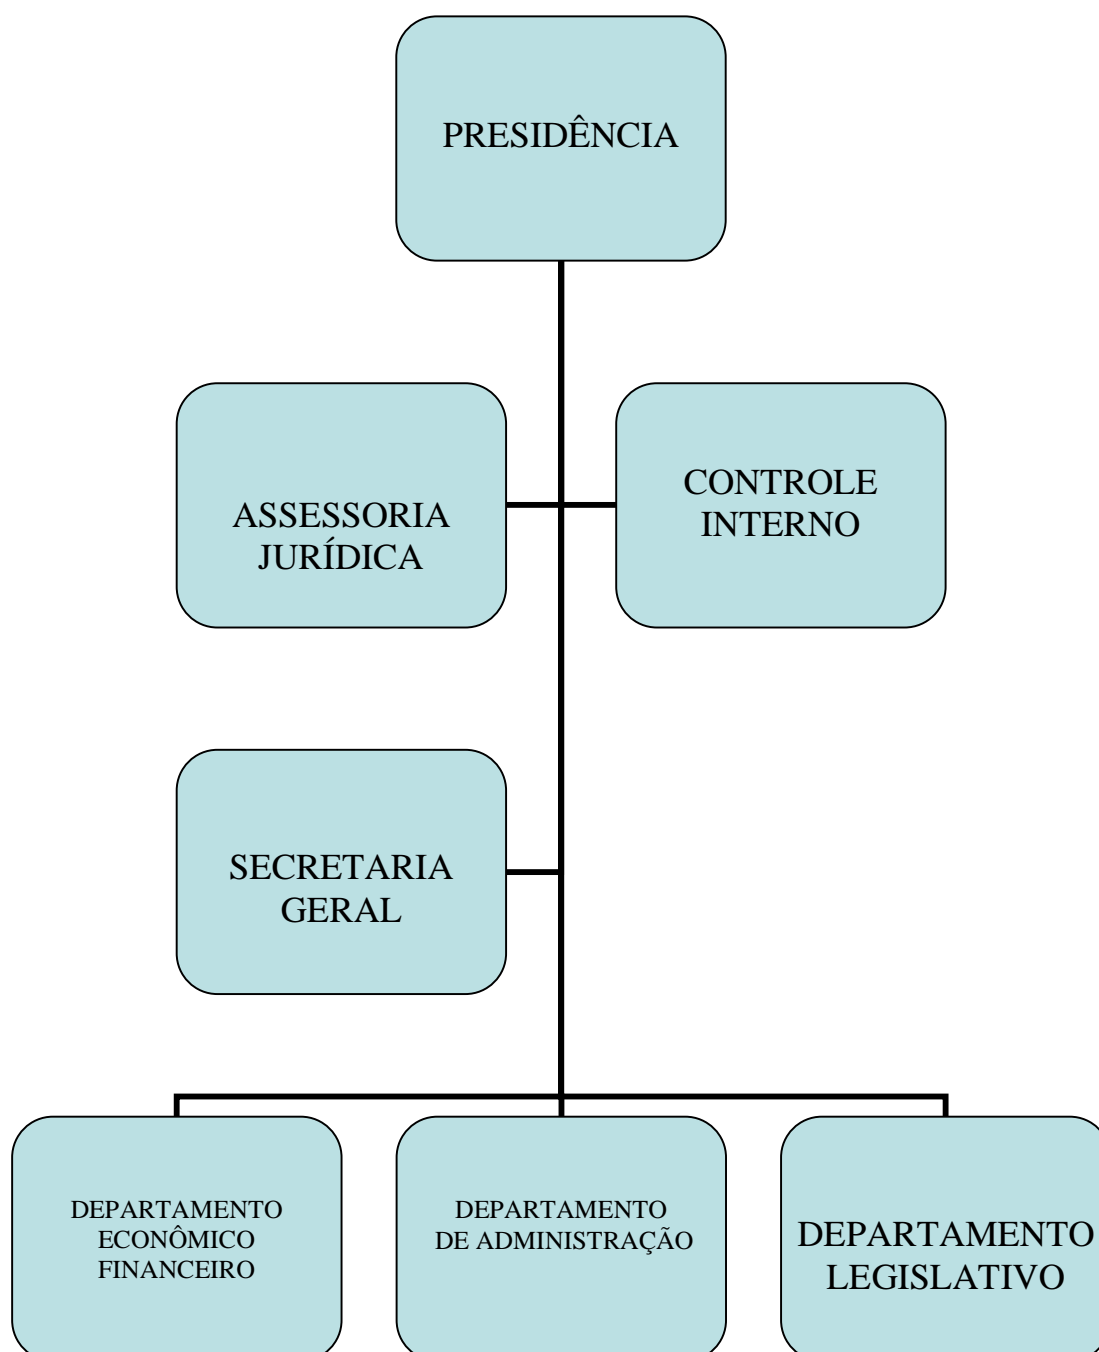 PRESIDÊNCIA
ASSESSORIA
JURÍDICA
CONTROLE
INTERNO
SECRETARIA
GERAL
DEPARTAMENTO
ECONÔMICO
FINANCEIRO
DEPARTAMENTO
DE ADMINISTRAÇÃO
DEPARTAMENTO
LEGISLATIVO